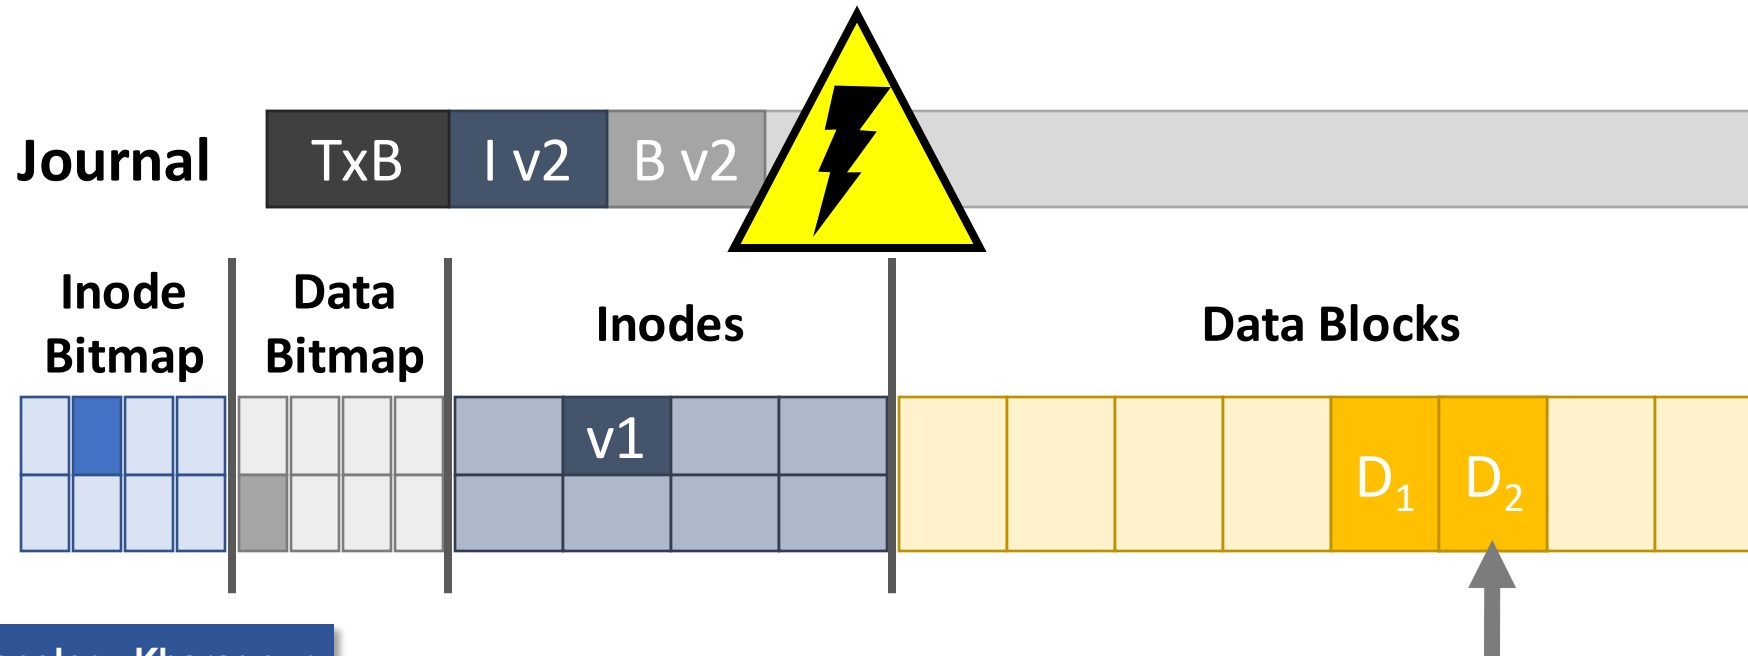 Journal
TxB
I v2
B v2
Inode
Bitmap
Data
Bitmap
Inodes
Data Blocks
v1
D1
D2